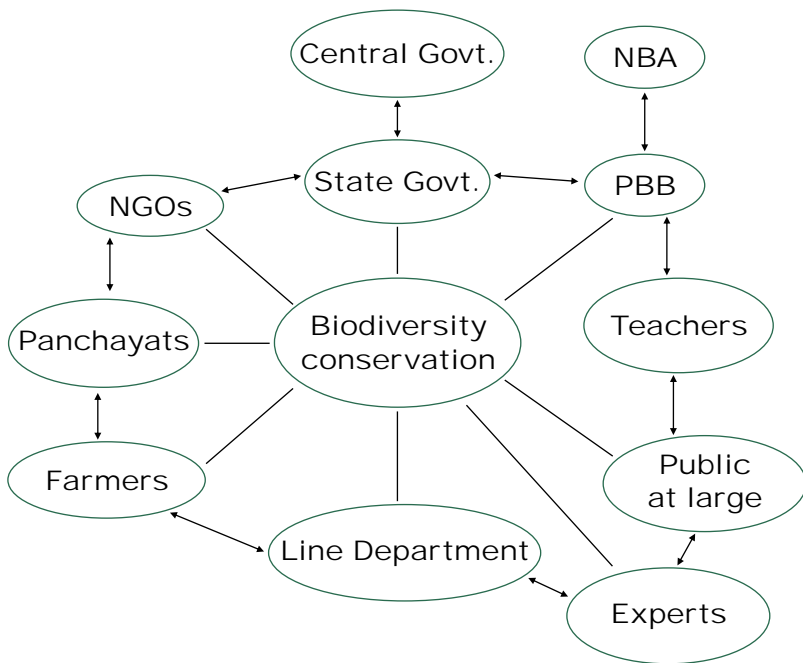 Central Govt.
NBA
State Govt.
PBB
NGOs
Biodiversity
conservation
Panchayats
Teachers
Farmers
Public
at large
Line Department
Experts